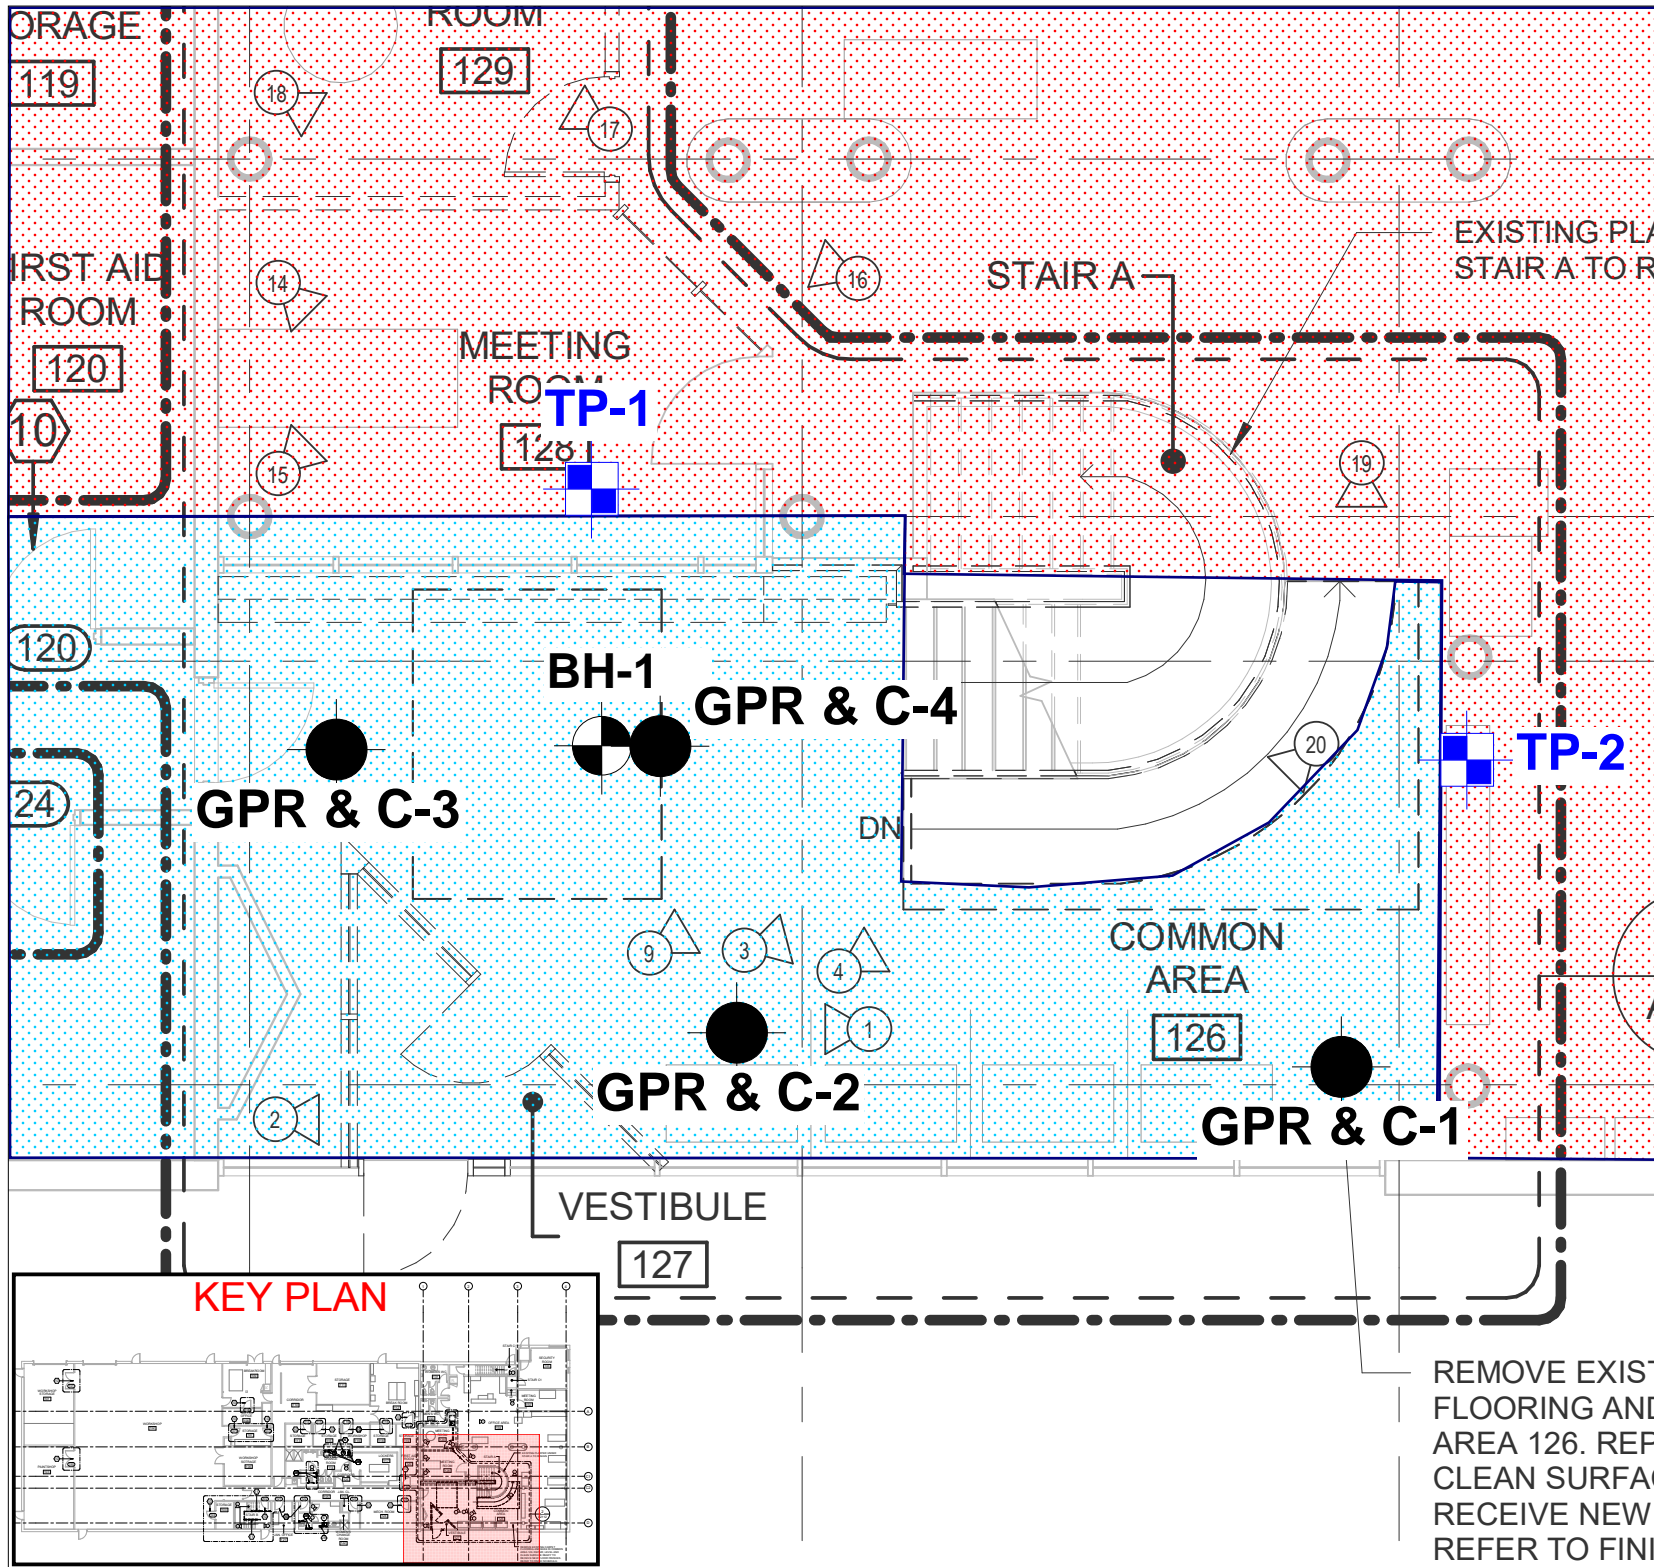 ORAGE
119
ROOM
129
18
17
EXISTING PLA
STAIR A TO R
IRST AID
ROOM
120
14
16
STAIR A
MEETING
ROOM
TP-1
128
10
15
19
120
BH-1
GPR & C-4
20
TP-2
24
GPR & C-3
DN
9
3
4
COMMON
AREA
126
1
GPR & C-2
2
GPR & C-1
VESTIBULE
127
KEY PLAN
REMOVE EXIST
FLOORING AND
AREA 126. REP
CLEAN SURFAC
RECEIVE NEW
REFER TO FINI